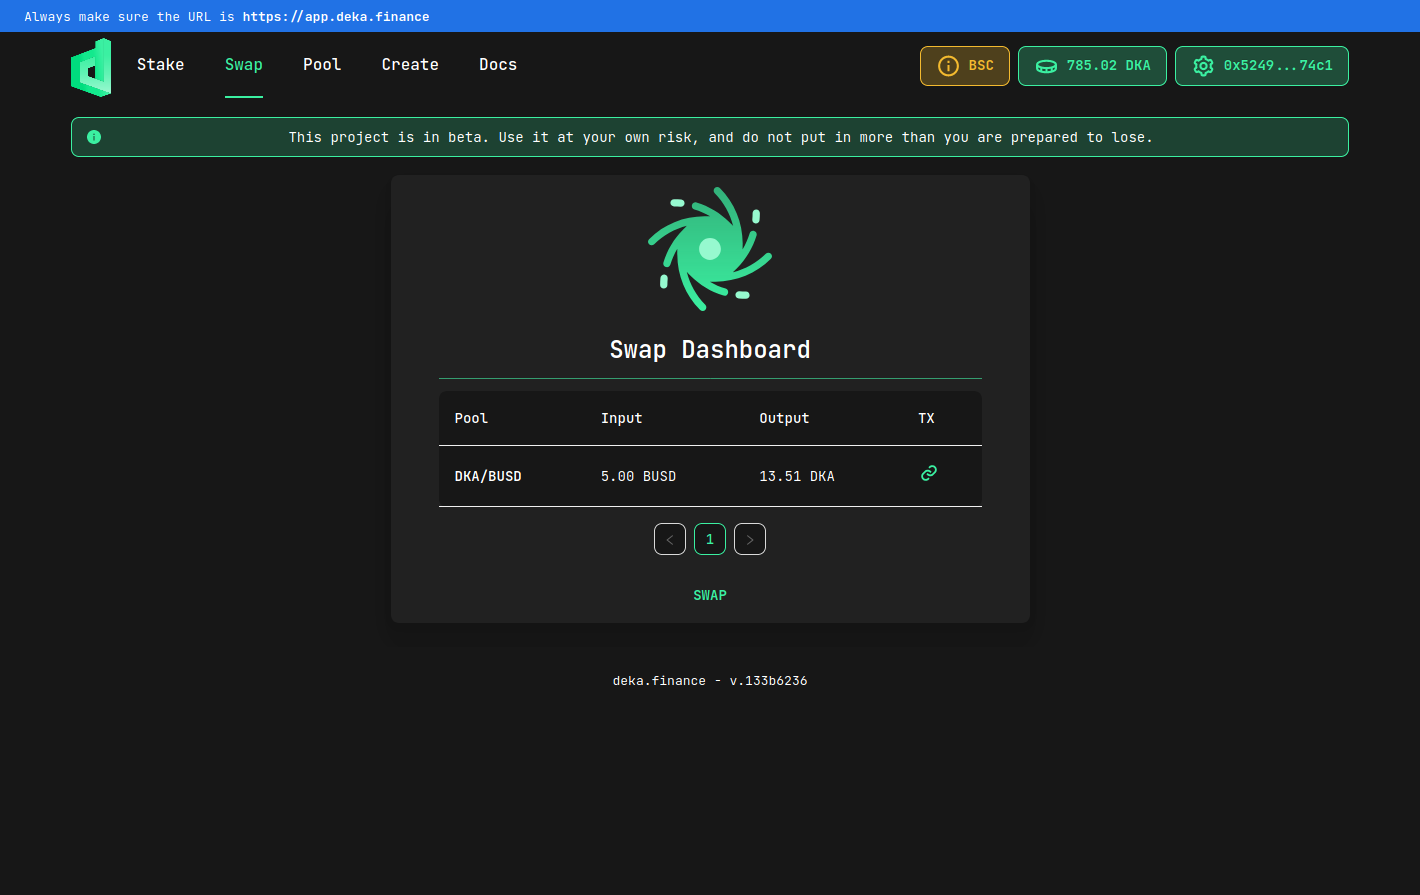 Always make sure the URL is https://app.deka.finance
Stake Swap Pool Create Docs BSC 785.02 DKA 0x5249...74c1
This project is in beta. Use it at your own risk, and do not put in more than you are prepared to lose.
Swap Dashboard
Pool Input Output TX
DKA/BUSD 5.00 BUSD 13.51 DKA
< 1 >
SWAP
deka.finance - v.133b6236